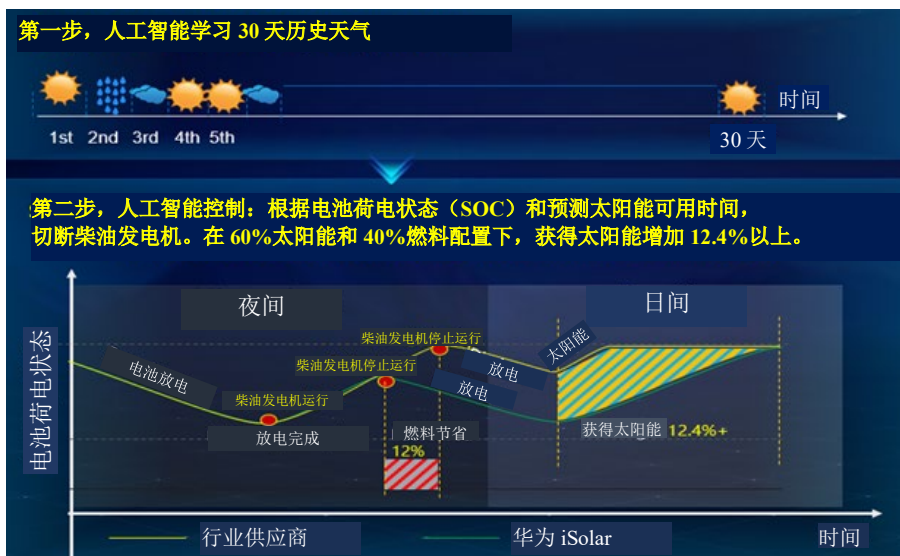 第一步，人工智能学习 30 天历史天气
时间
1st 2nd 3rd 4th 5th
30 天
第二步，人工智能控制：根据电池荷电状态（SOC）和预测太阳能可用时间，
切断柴油发电机。在 60%太阳能和 40%燃料配置下，获得太阳能增加 12.4%以上。
电池荷电状态
夜间
日间
柴油发电机停止运行
太阳能
柴油发电机停止运行
放电
电池放电
放电
柴油发电机运行
放电完成
燃料节省
获得太阳能 12.4%+
12%
行业供应商
华为 iSolar
时间